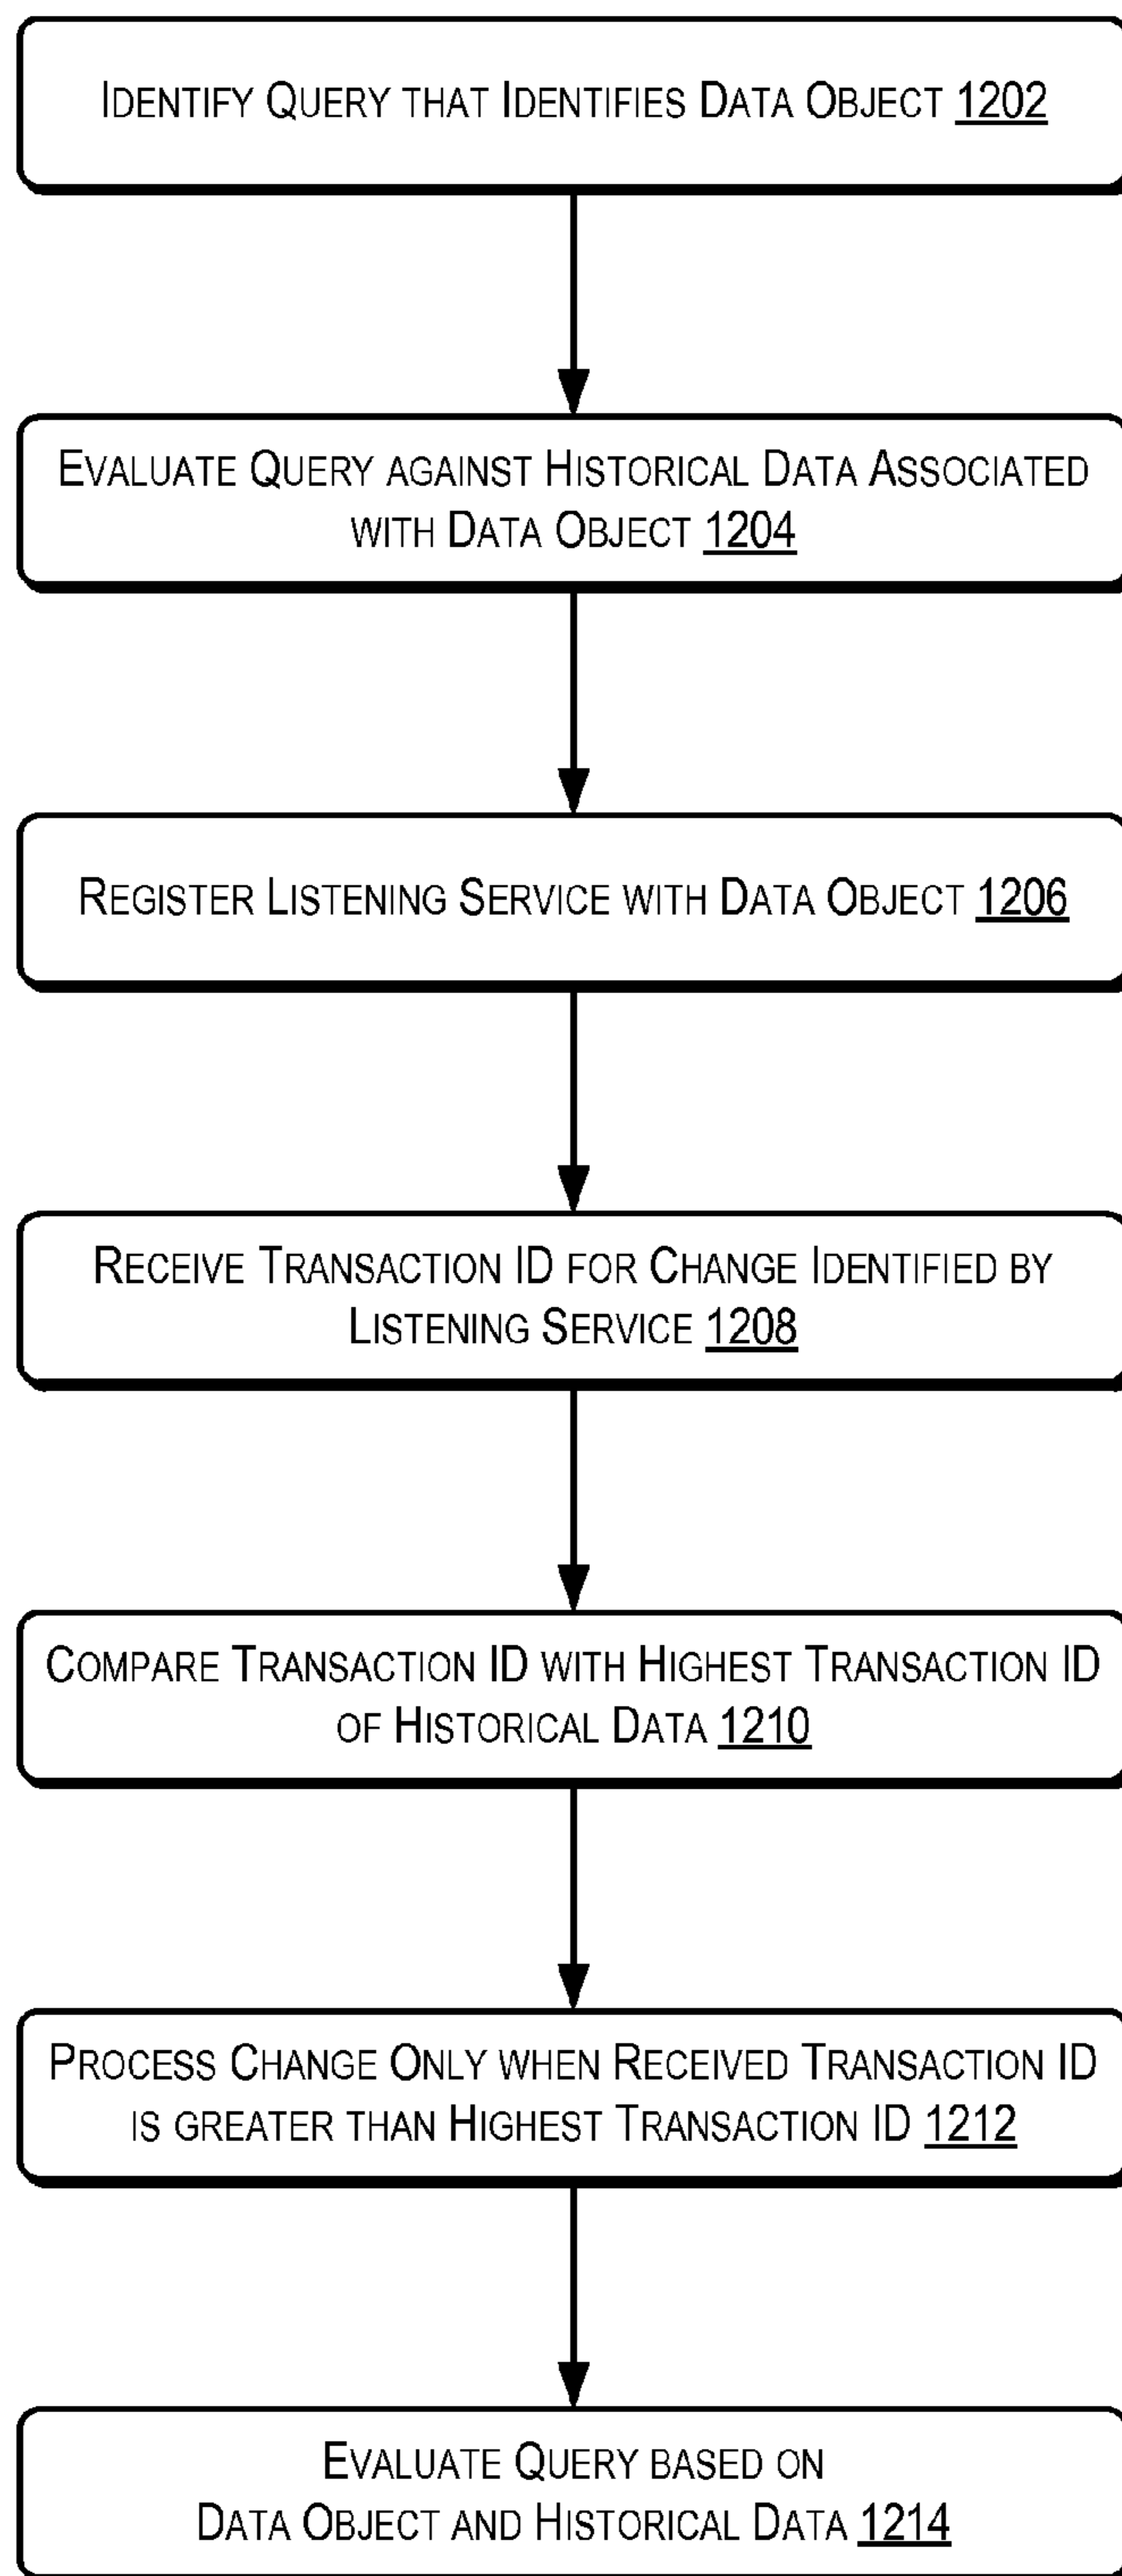 IDENTIFY QUERY THAT IDENTIFIES DATA OBJECT 1202
EVALUATE QUERY AGAINST HISTORICAL DATA ASSOCIATED
WITH DATA OBJECT 1204
REGISTER LISTENING SERVICE WITH DATA OBJECT 1206
RECEIVE TRANSACTION ID FOR CHANGE IDENTIFIED BY
LISTENING SERVICE 1208
COMPARE TRANSACTION ID WITH HIGHEST TRANSACTION ID
OF HISTORICAL DATA 1210
PROCESS CHANGE ONLY WHEN RECEIVED TRANSACTION ID
IS GREATER THAN HIGHEST TRANSACTION ID 1212
EVALUATE QUERY BASED ON
DATA OBJECT AND HISTORICAL DATA 1214